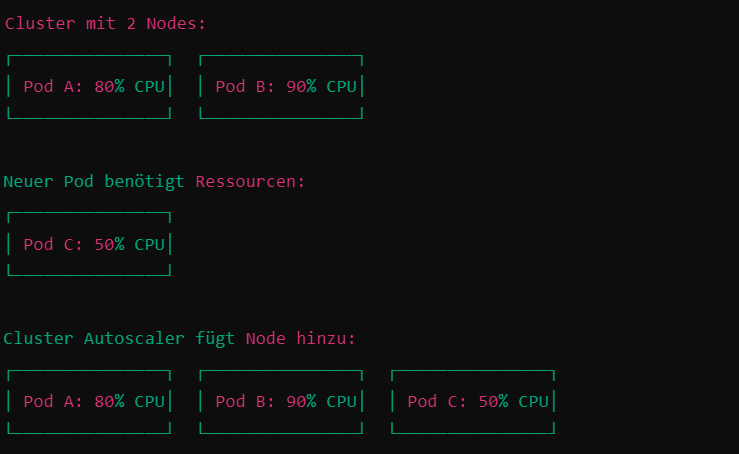 Cluster mit 2 Nodes:
┌───────────────┐  ┌───────────────┐
│ Pod A: 80% CPU│  │ Pod B: 90% CPU│
└───────────────┘  └───────────────┘

Neuer Pod benötigt Ressourcen:
┌───────────────┐
│ Pod C: 50% CPU│
└───────────────┘

Cluster Autoscaler fügt Node hinzu:
┌───────────────┐  ┌───────────────┐  ┌───────────────┐
│ Pod A: 80% CPU│  │ Pod B: 90% CPU│  │ Pod C: 50% CPU│
└───────────────┘  └───────────────┘  └───────────────┘